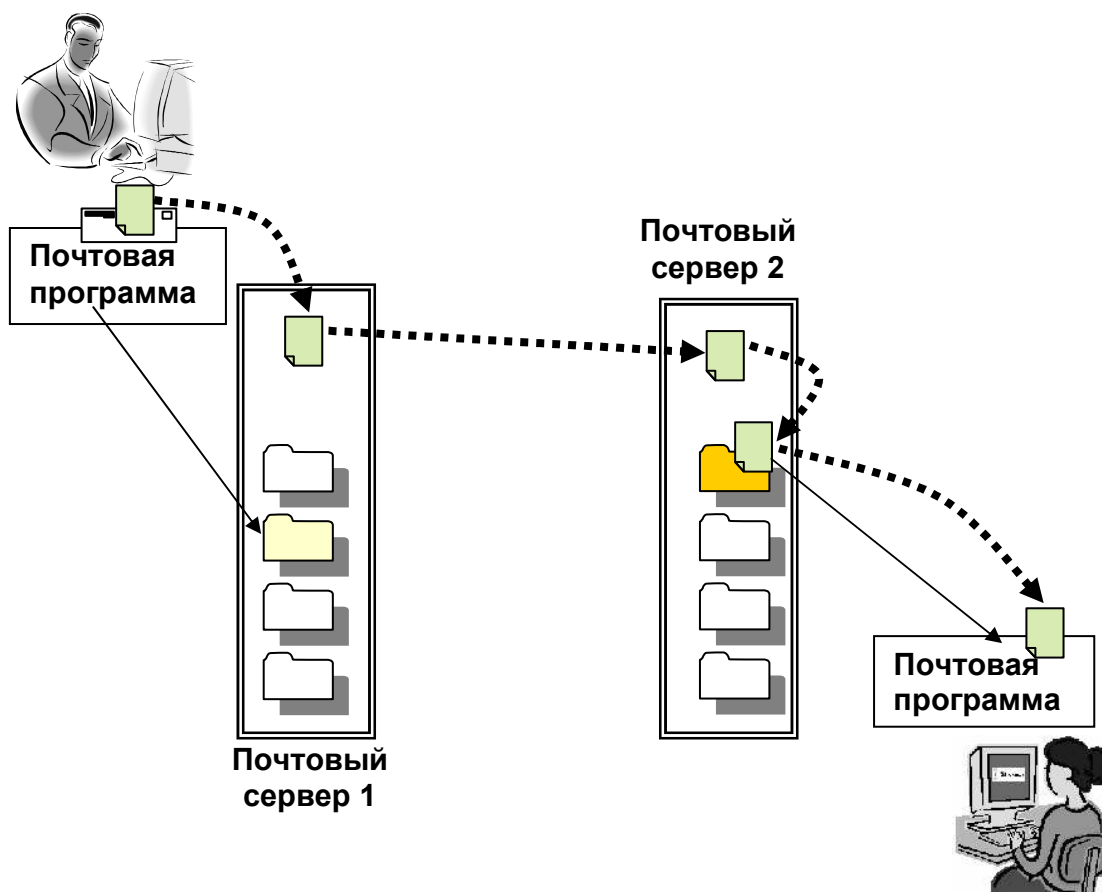 Почтовая
программа
Почтовый
сервер 2
Почтовый
сервер 1
Почтовая
программа